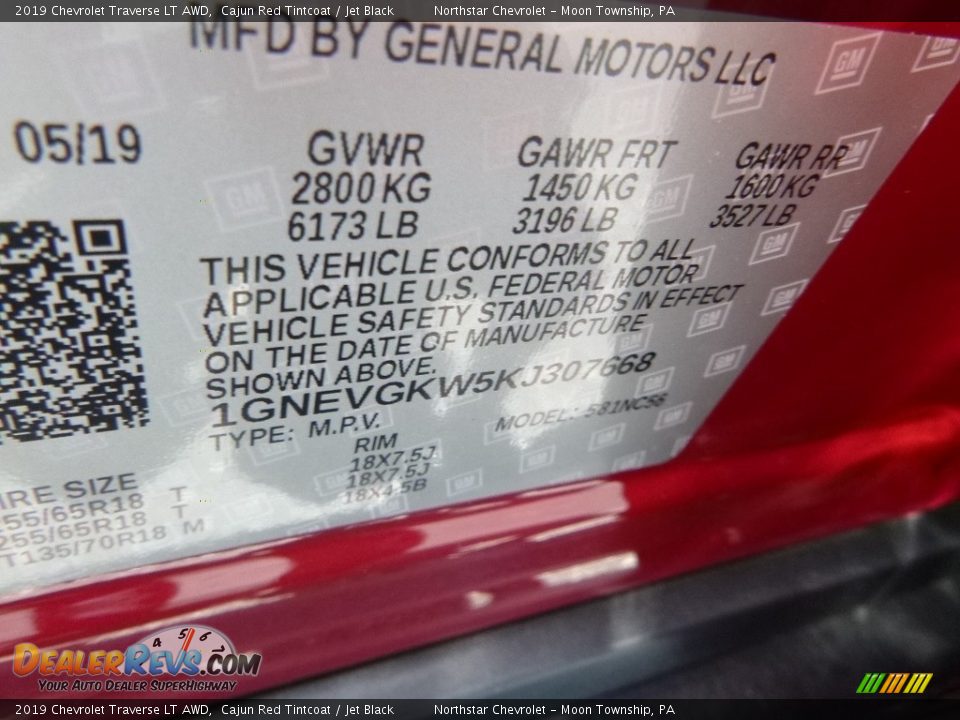 2019 Chevrolet Traverse LT AWD, Cajun Red Tintcoat / Jet Black Northstar Chevrolet – Moon Township, PA
MFD BY GENERAL MOTORS LLC
05/19
GVWR GAWR FRT GAWR RR
2800 KG 1450 KG 1600 KG
6173 LB 3196 LB 3527 LB
THIS VEHICLE CONFORMS TO ALL
APPLICABLE U.S. FEDERAL MOTOR
VEHICLE SAFETY STANDARDS IN EFFECT
ON THE DATE OF MANUFACTURE
SHOWN ABOVE.
1GNEVGKW5KJ307668
TYPE: M.P.V. MODEL:
IRE SIZE RIM
255/65R18 T 18X7.5J
255/65R18 T 18X7.5J
T135/70R18 M 18X4.5B
DEALERREVS.COM
YOUR AUTO DEALER SUPERHIGHWAY
2019 Chevrolet Traverse LT AWD, Cajun Red Tintcoat / Jet Black Northstar Chevrolet – Moon Township, PA